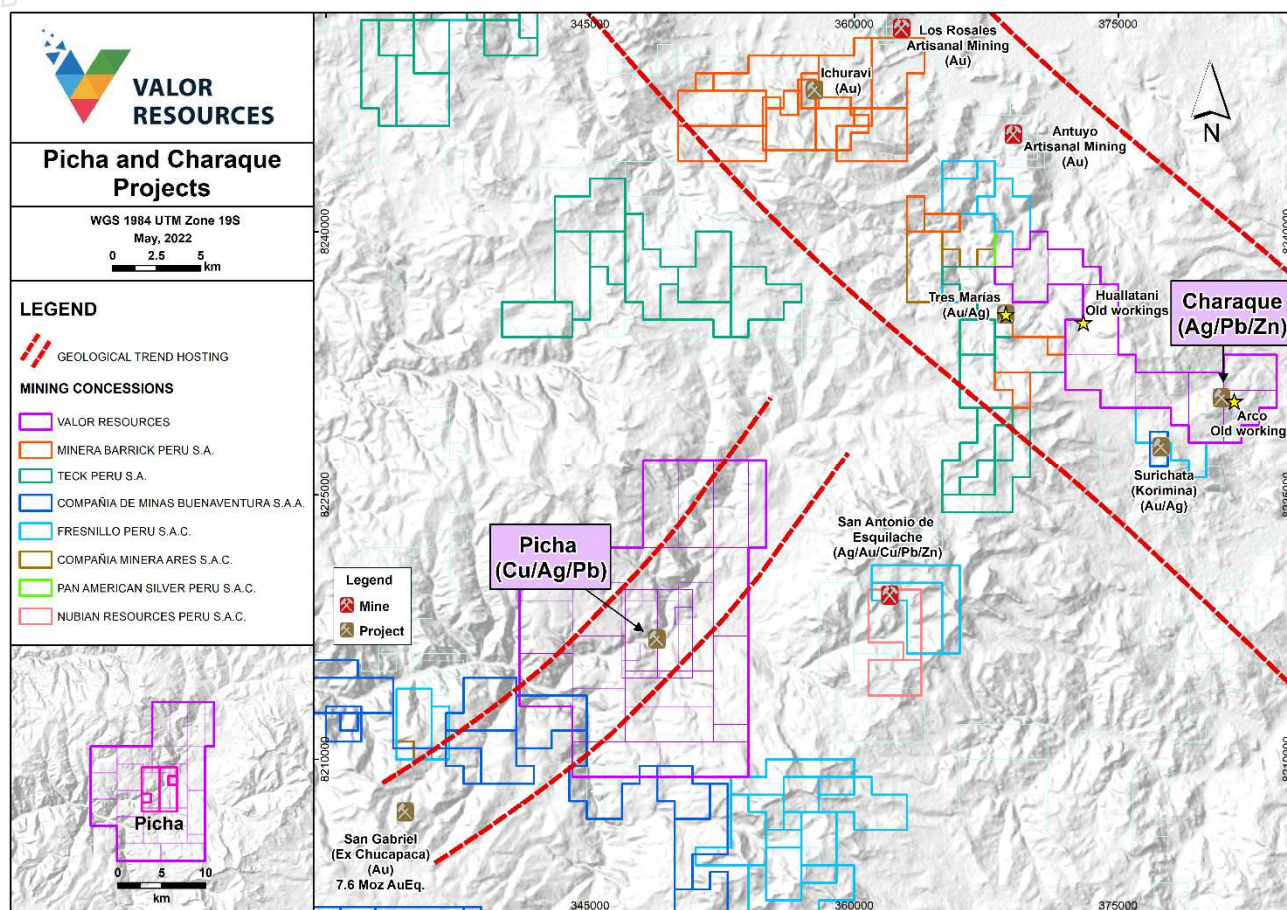 VALOR
RESOURCES
Picha and Charaque
Projects
WGS 1984 UTM Zone 19S
May, 2022
0 2.5 5
km
LEGEND
GEOLOGICAL TREND HOSTING
MINING CONCESSIONS
VALOR RESOURCES
MINERA BARRICK PERU S.A.
TECK PERU S.A.
COMPAÑIA DE MINAS BUENAVENTURA S.A.A.
FRESNILLO PERU S.A.C.
COMPAÑIA MINERA ARES S.A.C.
PAN AMERICAN SILVER PERU S.A.C.
NUBIAN RESOURCES PERU S.A.C.
Picha
0 5 10
km
345000
360000
375000
Los Rosales
Artisanal Mining
(Au)
Ichuravi
(Au)
N
Antuyo
Artisanal Mining
(Au)
8240000
8240000
Tres Marías
(Au/Ag)
Huallatani
Old workings
Charaque
(Ag/Pb/Zn)
Arco
Old working
Surichata
(Korimina)
(Au/Ag)
8225000
8225000
San Antonio de
Esquilache
(Ag/Au/Cu/Pb/Zn)
Picha
(Cu/Ag/Pb)
Legend
Mine
Project
8210000
8210000
San Gabriel
(Ex Chucapaca)
(Au)
7.6 Moz AuEq.
345000
360000
375000